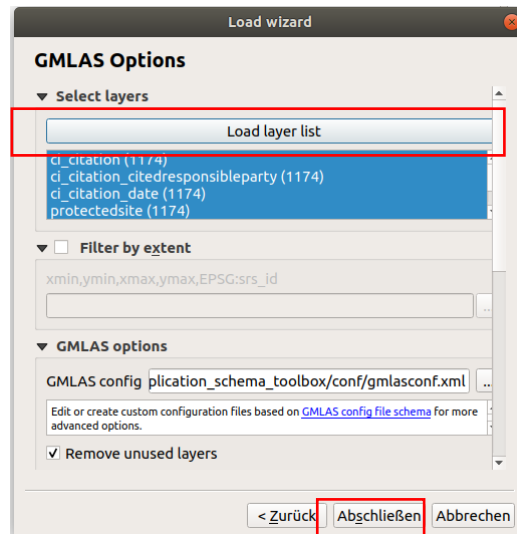 Load wizard
GMLAS Options
Select layers
Load layer list
ci_citation (1174)
ci_citation_citedresponsibleparty (1174)
ci_citation_date (1174)
protectedsite (1174)
Filter by extent
xmin,ymin,xmax,ymax,EPSG:srs_id
...
GMLAS options
GMLAS config plication_schema_toolbox/conf/gmlasconf.xml ...
Edit or create custom configuration files based on GMLAS config file schema for more
advanced options.
Remove unused layers
< Zurück Abschließen Abbrechen